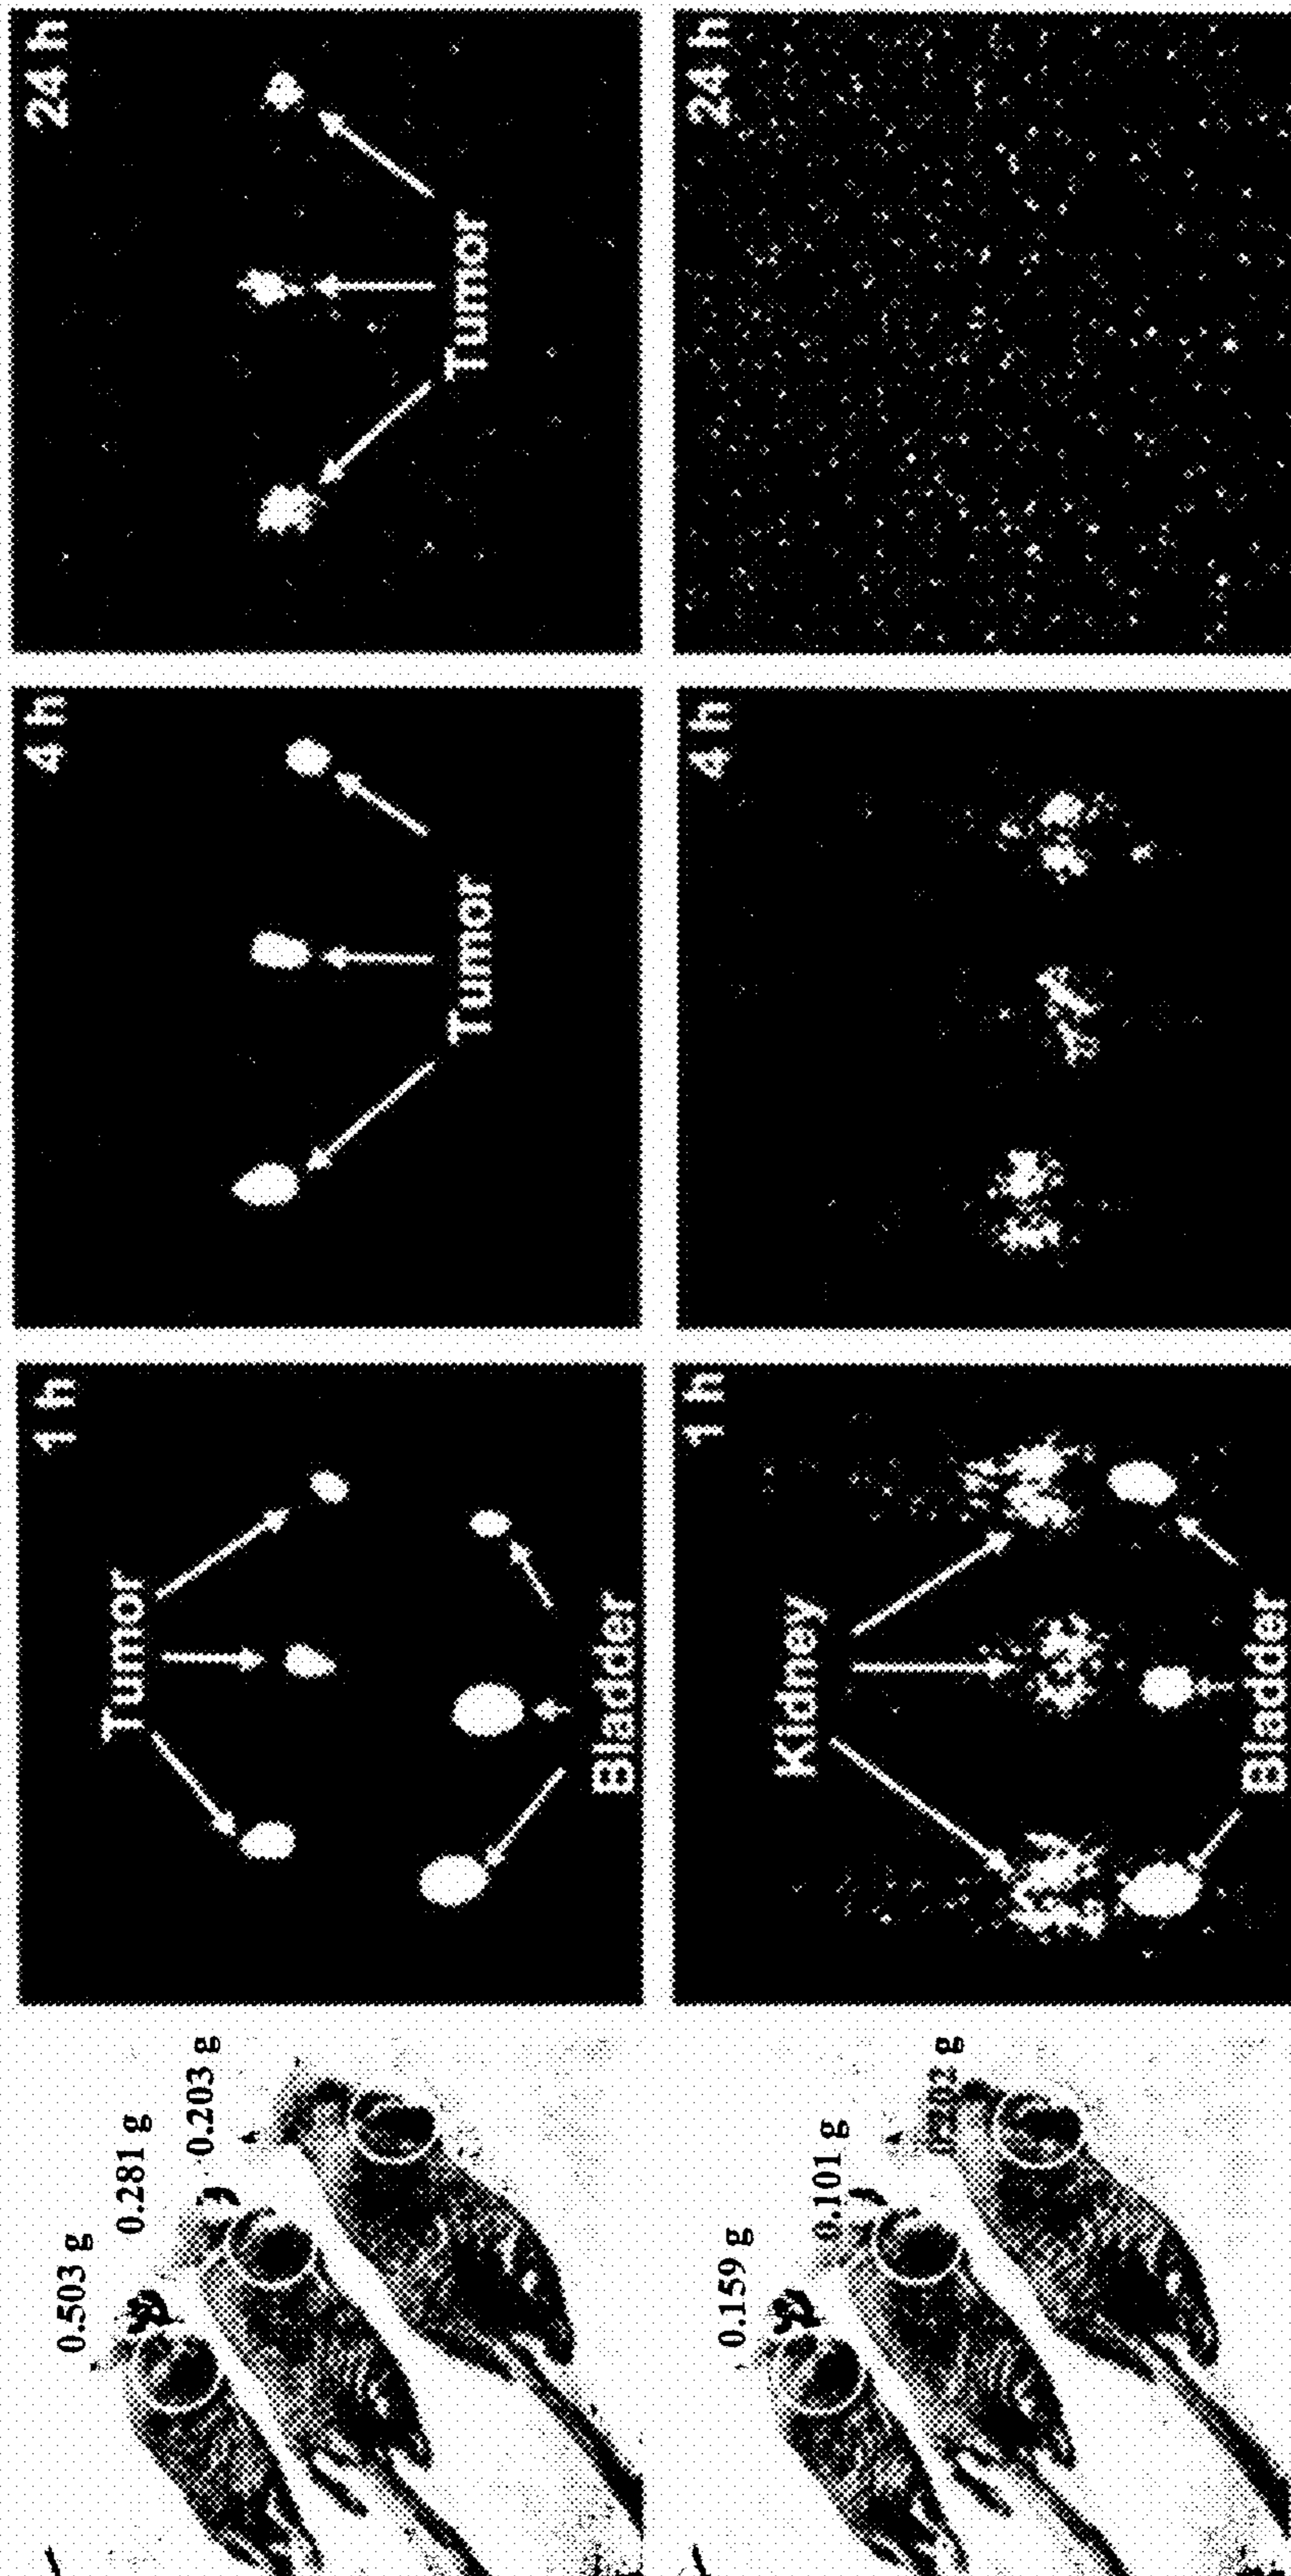 0.503 g
0.281 g
0.203 g
1 h
Tumor
Bladder
4 h
Tumor
24 h
Tumor
0.159 g
0.101 g
1 h
Kidney
Bladder
4 h
24 h